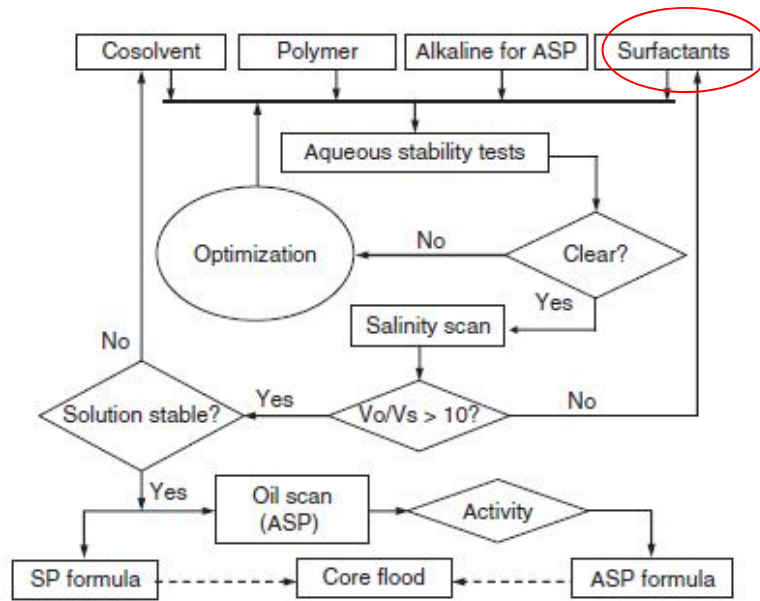 Cosolvent
Polymer
Alkaline for ASP
Surfactants
Aqueous stability tests
Optimization
No
Clear?
Yes
Salinity scan
No
Solution stable?
Yes
Vo/Vs > 10?
No
Yes
Oil scan
(ASP)
Activity
SP formula
Core flood
ASP formula